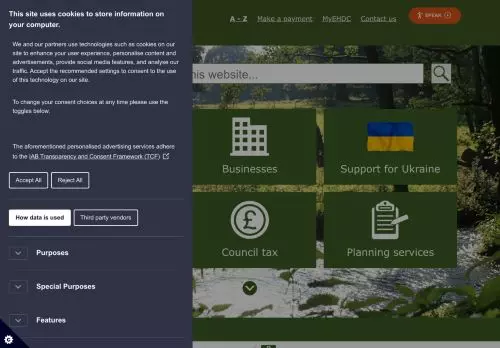 This site uses cookies to store information on
your computer.
We and our partners use technologies such as cookies on our
site to enhance your user experience, personalise content and
advertisements, provide social media features, and analyse our
traffic. Accept the recommended settings to consent to the use
of this technology on our site.
To change your consent choices at any time please use the
toggles below.
The aforementioned personalised advertising services adhere
to the IAB Transparency and Consent Framework (TCF)
Accept All Reject All
How data is used Third party vendors
Purposes
Special Purposes
Features
A - Z Make a payment MyEHDC Contact us SPEAK
this website...
Businesses Support for Ukraine
Council tax Planning services